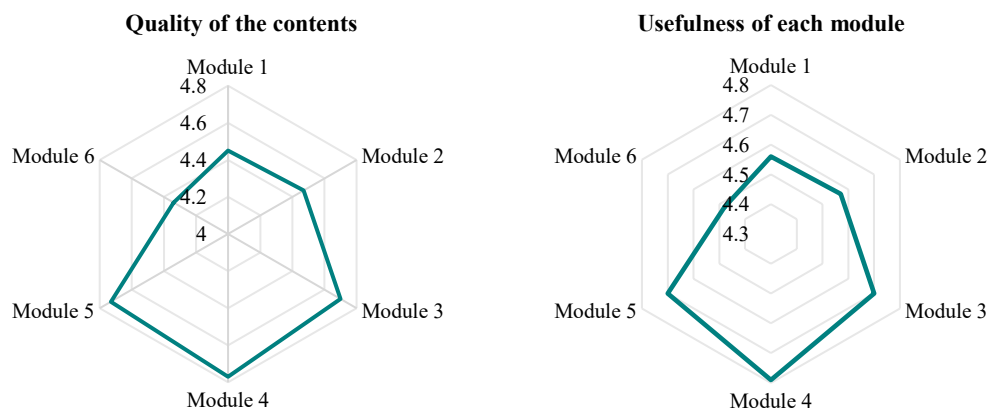 Quality of the contents
Module 1
4.8
4.6
4.4
4.2
4
Module 2
Module 3
Module 4
Module 5
Module 6
Usefulness of each module
Module 1
4.8
4.7
4.6
4.5
4.4
4.3
Module 2
Module 3
Module 4
Module 5
Module 6